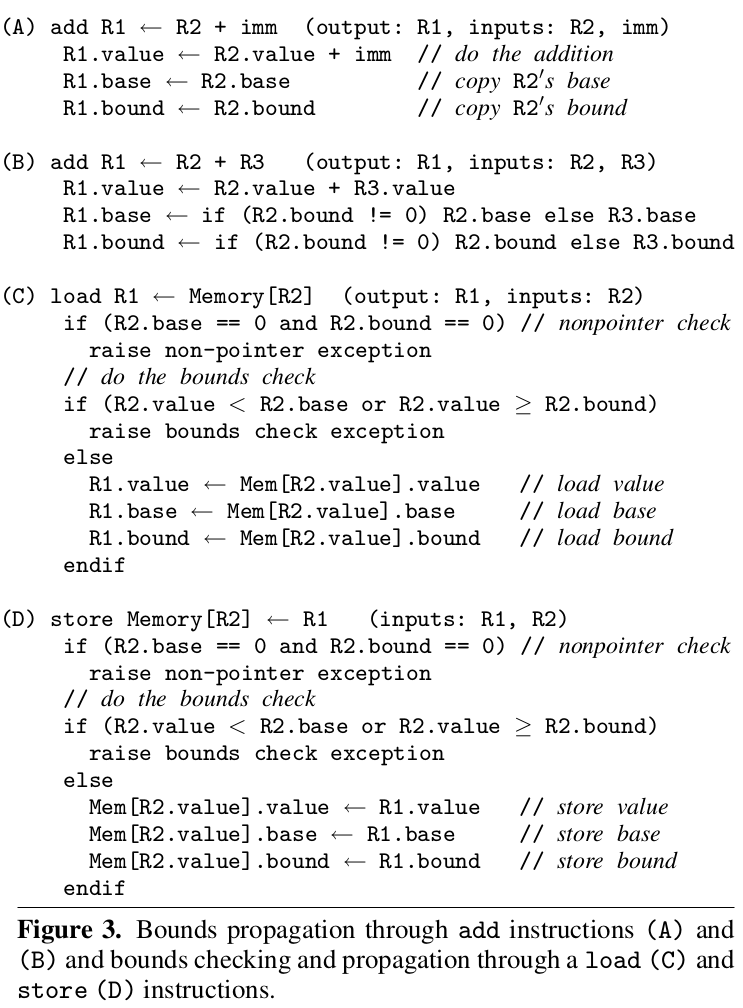 (A) add R1 ← R2 + imm (output: R1, inputs: R2, imm)
R1.value ← R2.value + imm // do the addition
R1.base ← R2.base // copy R2's base
R1.bound ← R2.bound // copy R2's bound
(B) add R1 ← R2 + R3 (output: R1, inputs: R2, R3)
R1.value ← R2.value + R3.value
R1.base ← if (R2.bound != 0) R2.base else R3.base
R1.bound ← if (R2.bound != 0) R2.bound else R3.bound
(C) load R1 ← Memory[R2] (output: R1, inputs: R2)
if (R2.base == 0 and R2.bound == 0) // nonpointer check
raise non-pointer exception
// do the bounds check
if (R2.value < R2.base or R2.value ≥ R2.bound)
raise bounds check exception
else
R1.value ← Mem[R2.value].value // load value
R1.base ← Mem[R2.value].base // load base
R1.bound ← Mem[R2.value].bound // load bound
endif
(D) store Memory[R2] ← R1 (inputs: R1, R2)
if (R2.base == 0 and R2.bound == 0) // nonpointer check
raise non-pointer exception
// do the bounds check
if (R2.value < R2.base or R2.value ≥ R2.bound)
raise bounds check exception
else
Mem[R2.value].value ← R1.value // store value
Mem[R2.value].base ← R1.base // store base
Mem[R2.value].bound ← R1.bound // store bound
endif
Figure 3. Bounds propagation through add instructions (A) and
(B) and bounds checking and propagation through a load (C) and
store (D) instructions.